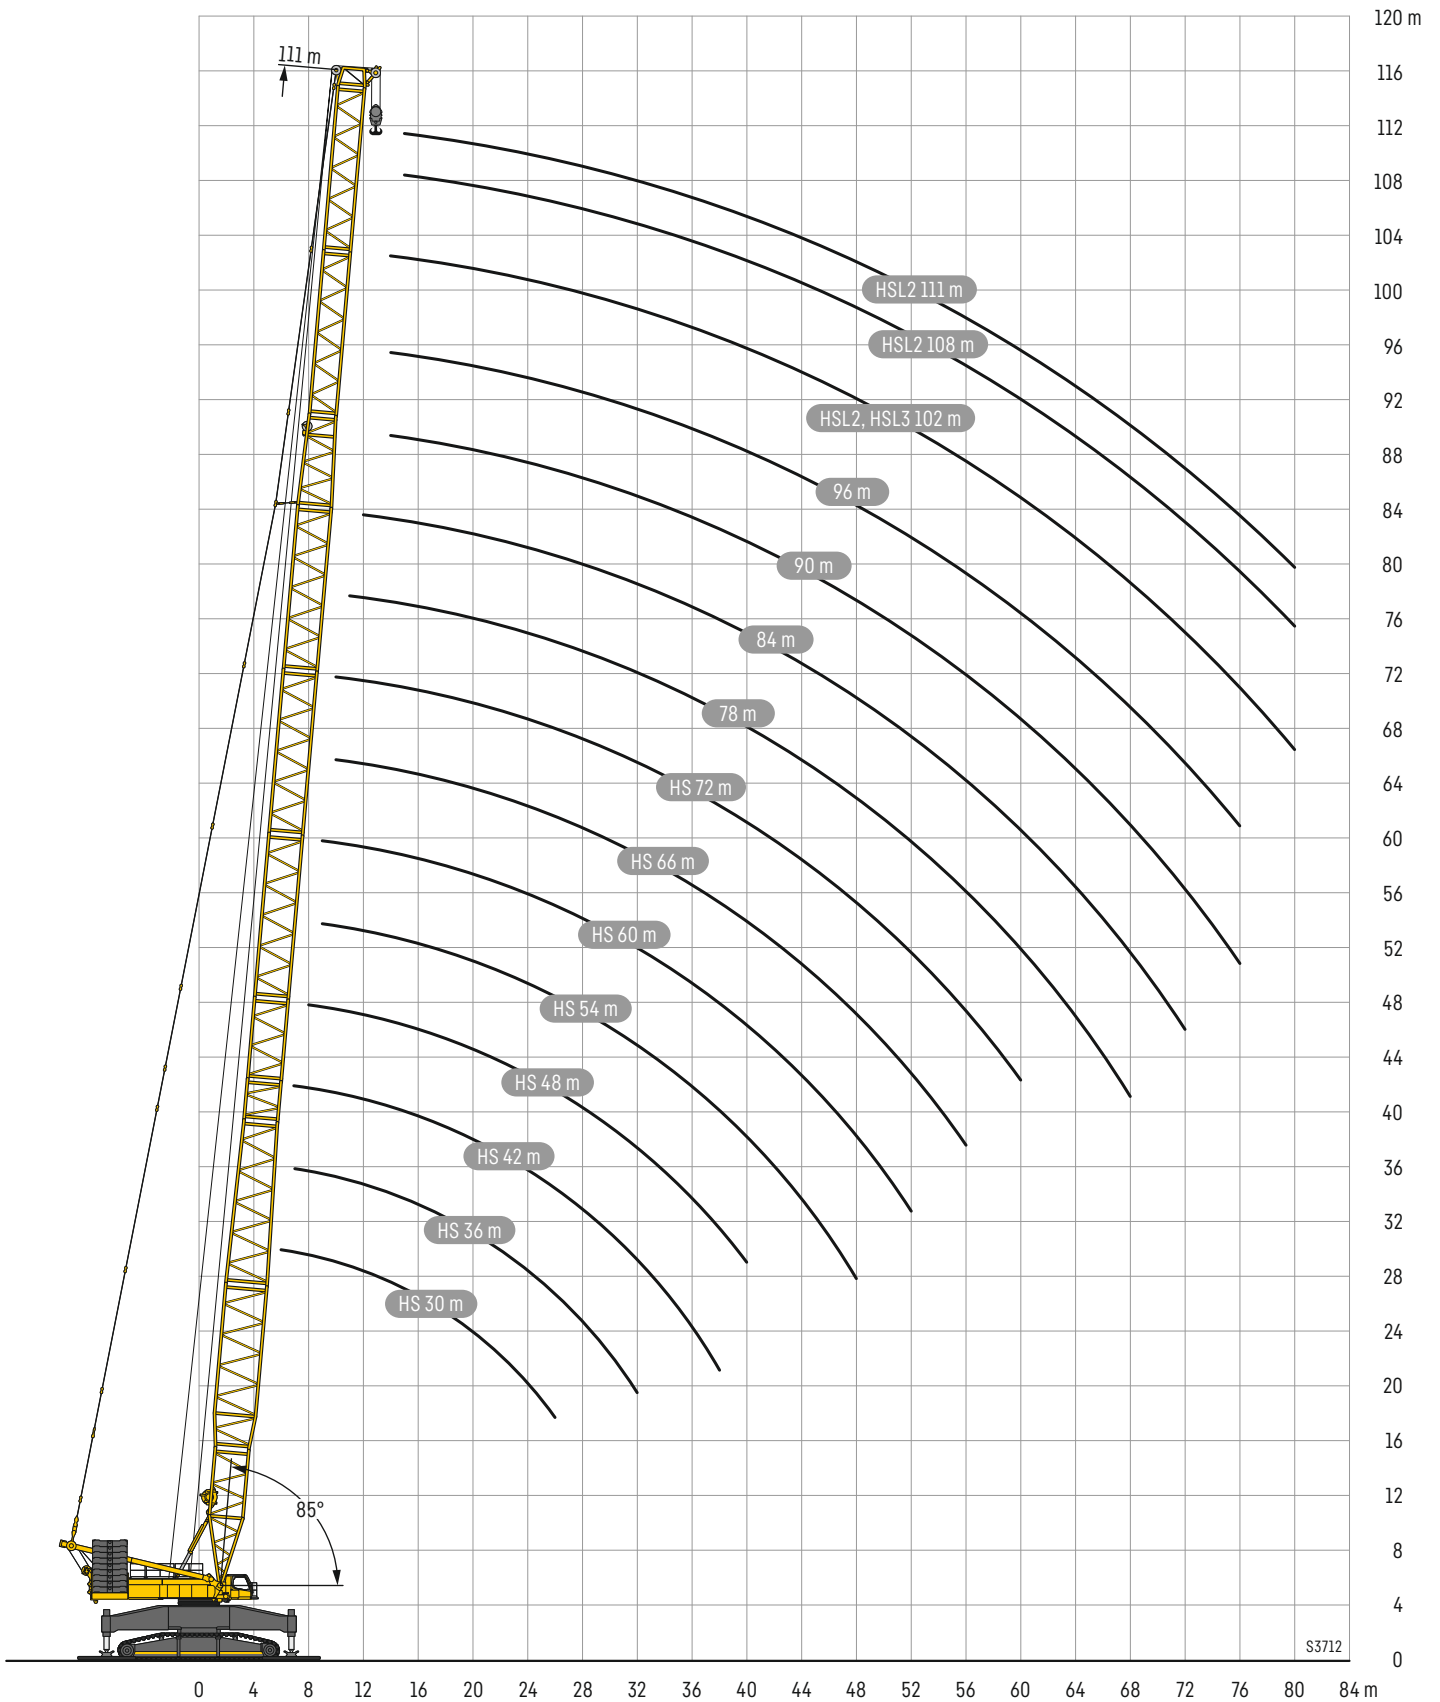 120 m
111 m
116
112
108
104
HSL2 111 m
100
HSL2 108 m
96
92
HSL2, HSL3 102 m
88
96 m
84
90 m
80
76
84 m
72
78 m
68
HS 72 m
64
60
HS 66 m
56
HS 60 m
52
HS 54 m
48
44
HS 48 m
40
HS 42 m
36
32
HS 36 m
28
HS 30 m
24
20
16
12
85°
8
4
S3712
0
0 4 8 12 16 20 24 28 32 36 40 44 48 52 56 60 64 68 72 76 80 84 m